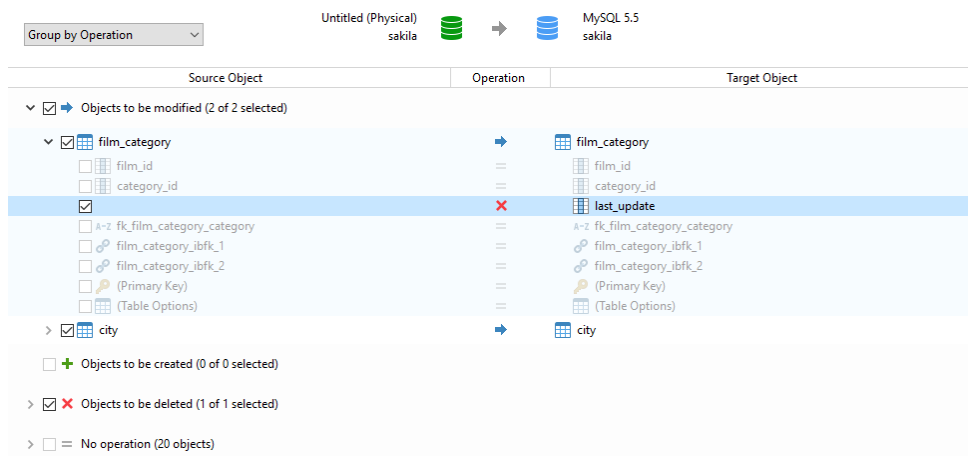 Group by Operation
Untitled (Physical)
sakila
MySQL 5.5
sakila
Source Object Operation Target Object
Objects to be modified (2 of 2 selected)
film_category film_category
film_id = film_id
category_id = category_id
last_update
A-Z fk_film_category_category = A-Z fk_film_category_category
film_category_ibfk_1 = film_category_ibfk_1
film_category_ibfk_2 = film_category_ibfk_2
(Primary Key) = (Primary Key)
(Table Options) = (Table Options)
city city
Objects to be created (0 of 0 selected)
Objects to be deleted (1 of 1 selected)
= No operation (20 objects)